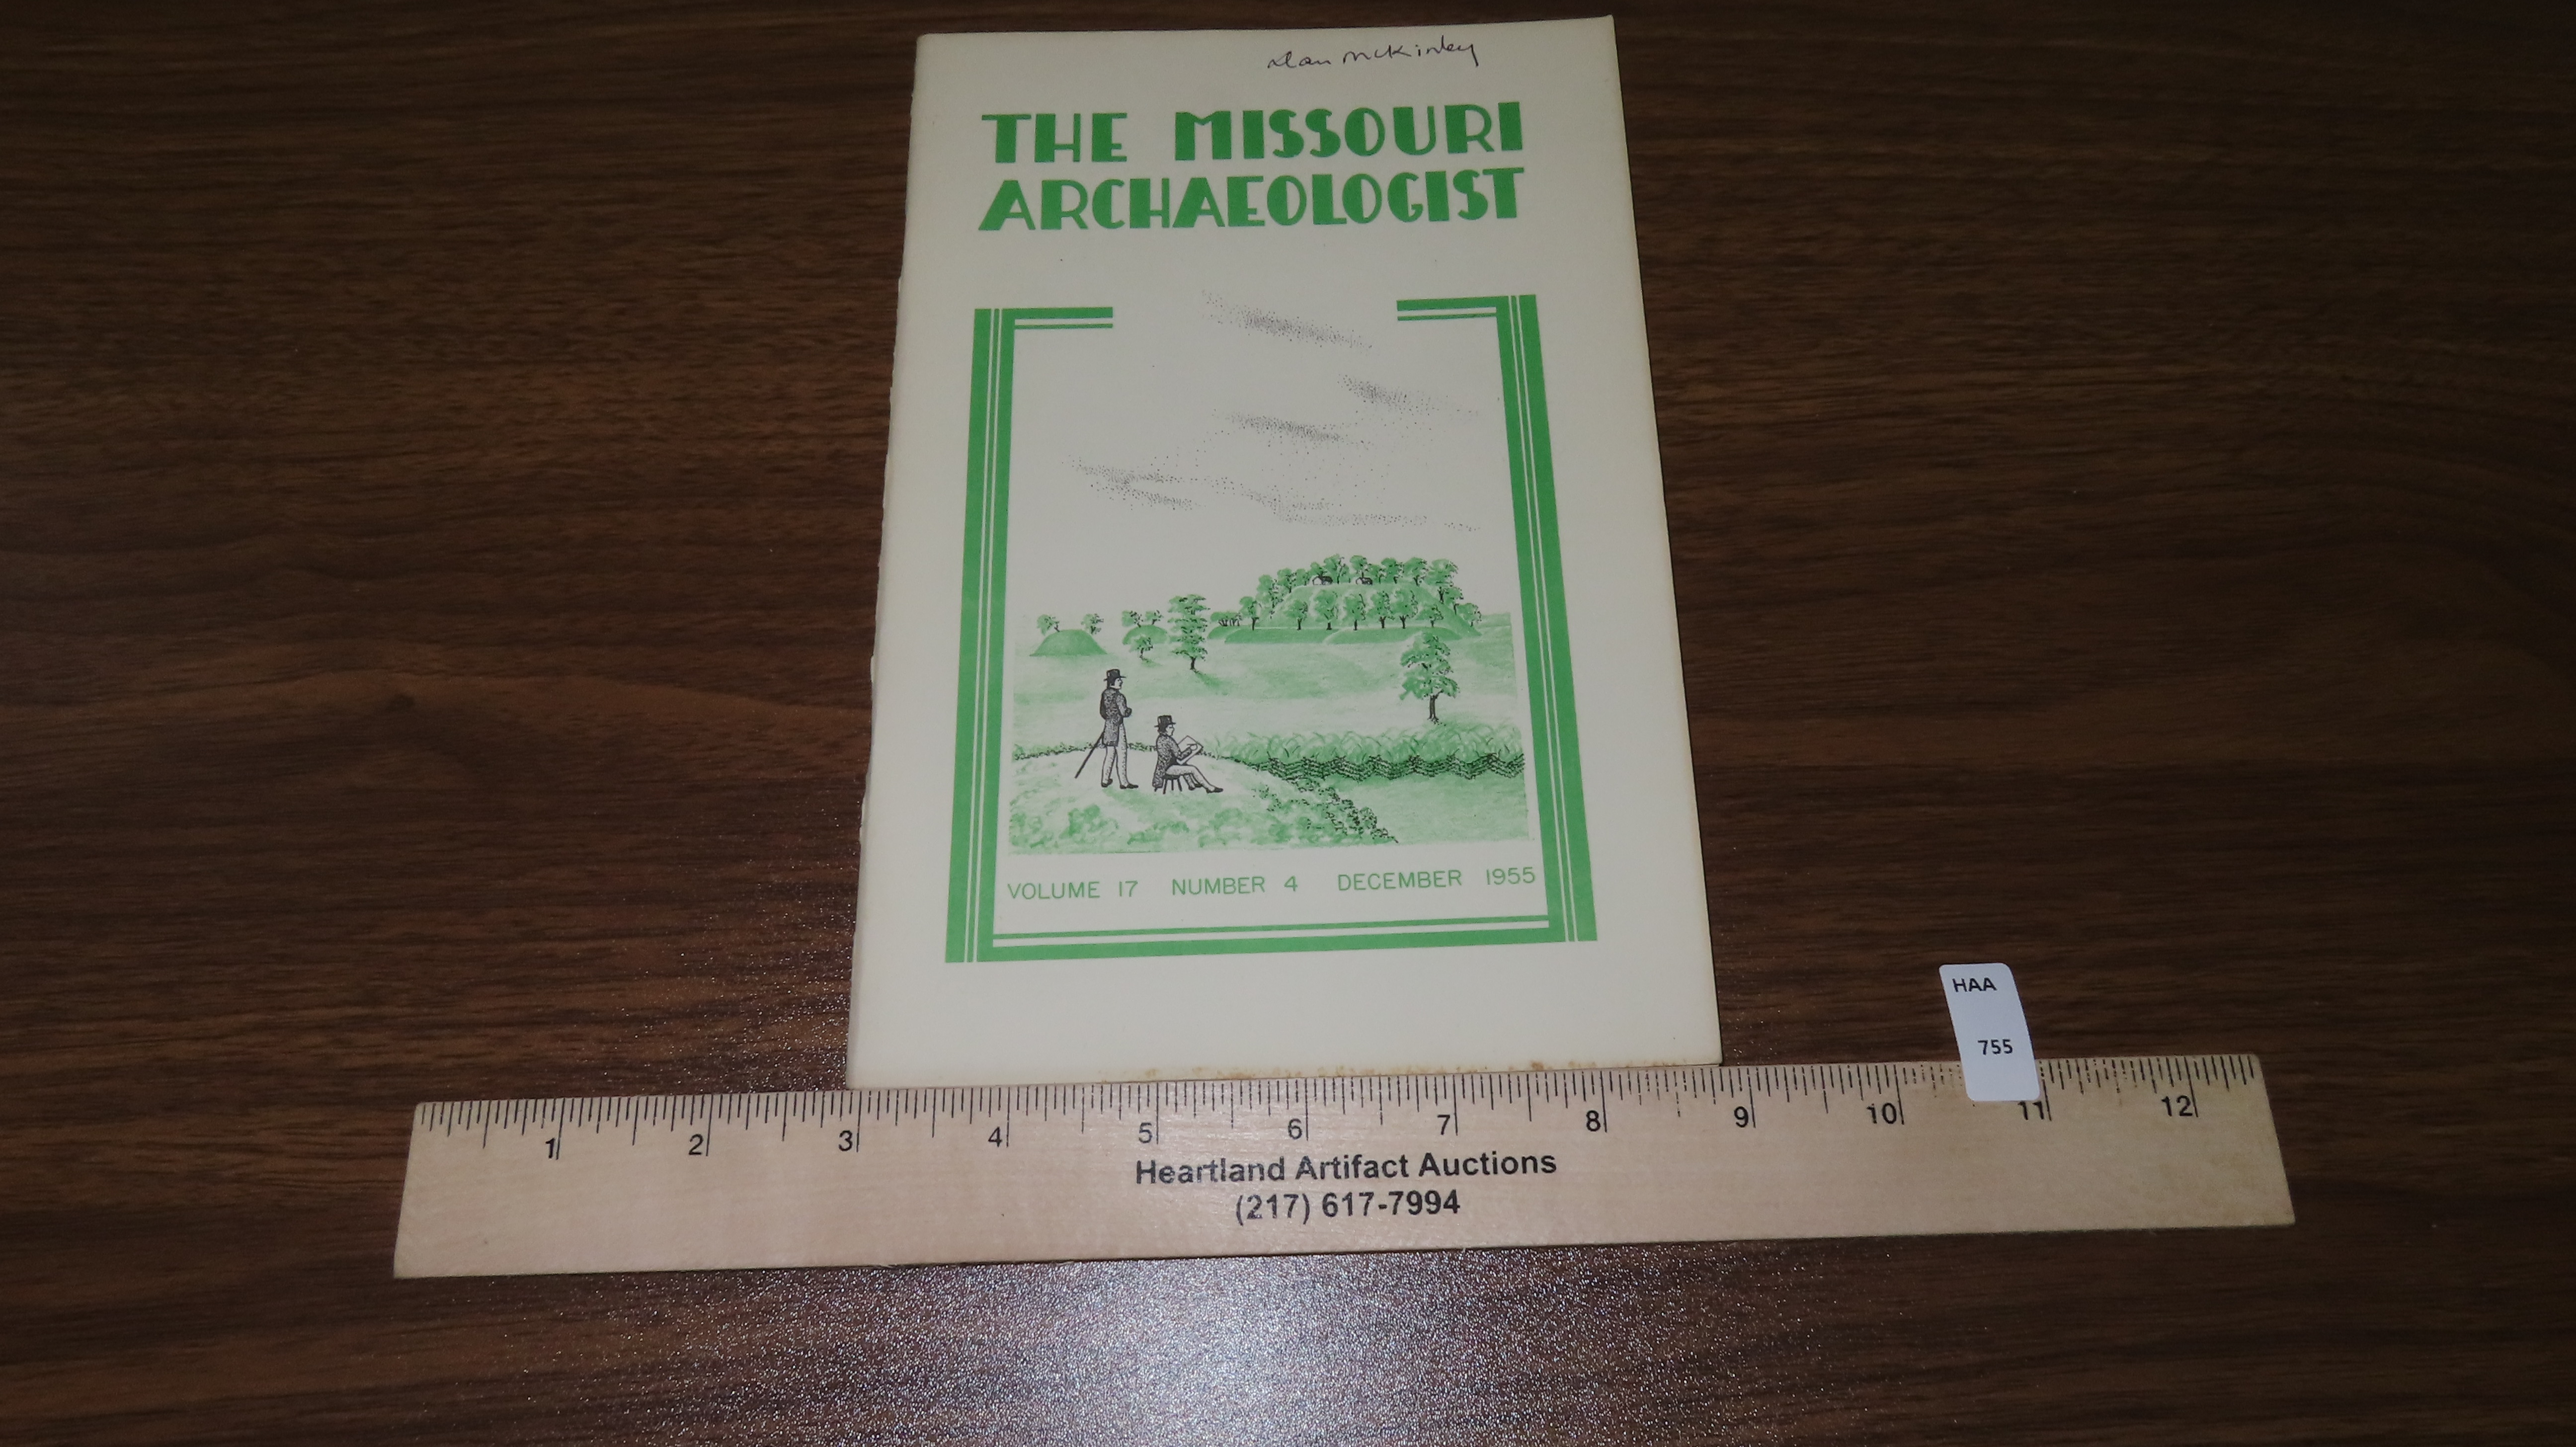 Dan McKinley
THE MISSOURI
ARCHAEOLOGIST
VOLUME 17 NUMBER 4 DECEMBER 1955
HAA
755
1 2 3 4 5 6 7 8 9 10 11 12
Heartland Artifact Auctions
(217) 617-7994